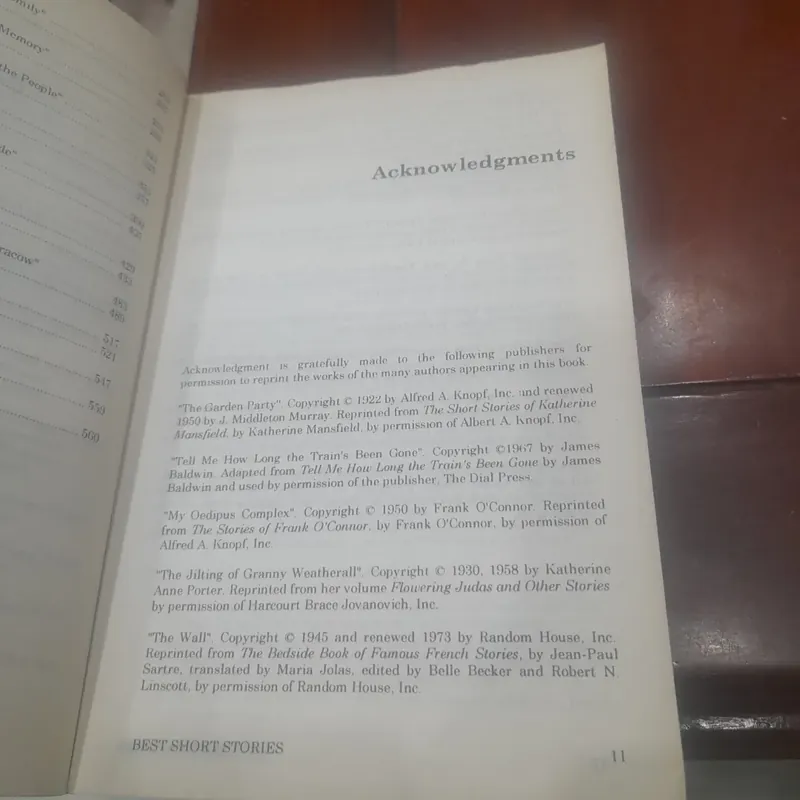 Memory"
the People"
517
521
547
550
560
Acknowledgments
Acknowledgment is gratefully made to the following publishers for
permission to reprint the works of the many authors appearing in this book.
"The Garden Party". Copyright © 1922 by Alfred A. Knopf, Inc. and renewed
1950 by J. Middleton Murray. Reprinted from The Short Stories of Katherine
Mansfield, by Katherine Mansfield, by permission of Albert A. Knopf, Inc.
"Tell Me How Long the Train's Been Gone". Copyright ©1967 by James
Baldwin. Adapted from Tell Me How Long the Train's Been Gone by James
Baldwin and used by permission of the publisher, The Dial Press.
"My Oedipus Complex". Copyright © 1950 by Frank O'Connor. Reprinted
from The Stories of Frank O'Connor, by Frank O'Connor, by permission of
Alfred A. Knopf, Inc.
"The Jilting of Granny Weatherall". Copyright © 1930, 1958 by Katherine
Anne Porter. Reprinted from her volume Flowering Judas and Other Stories
by permission of Harcourt Brace Jovanovich, Inc.
"The Wall". Copyright © 1945 and renewed 1973 by Random House, Inc.
Reprinted from The Bedside Book of Famous French Stories, by Jean-Paul
Sartre, translated by Maria Jolas, edited by Belle Becker and Robert N.
Linscott, by permission of Random House, Inc.
BEST SHORT STORIES
11